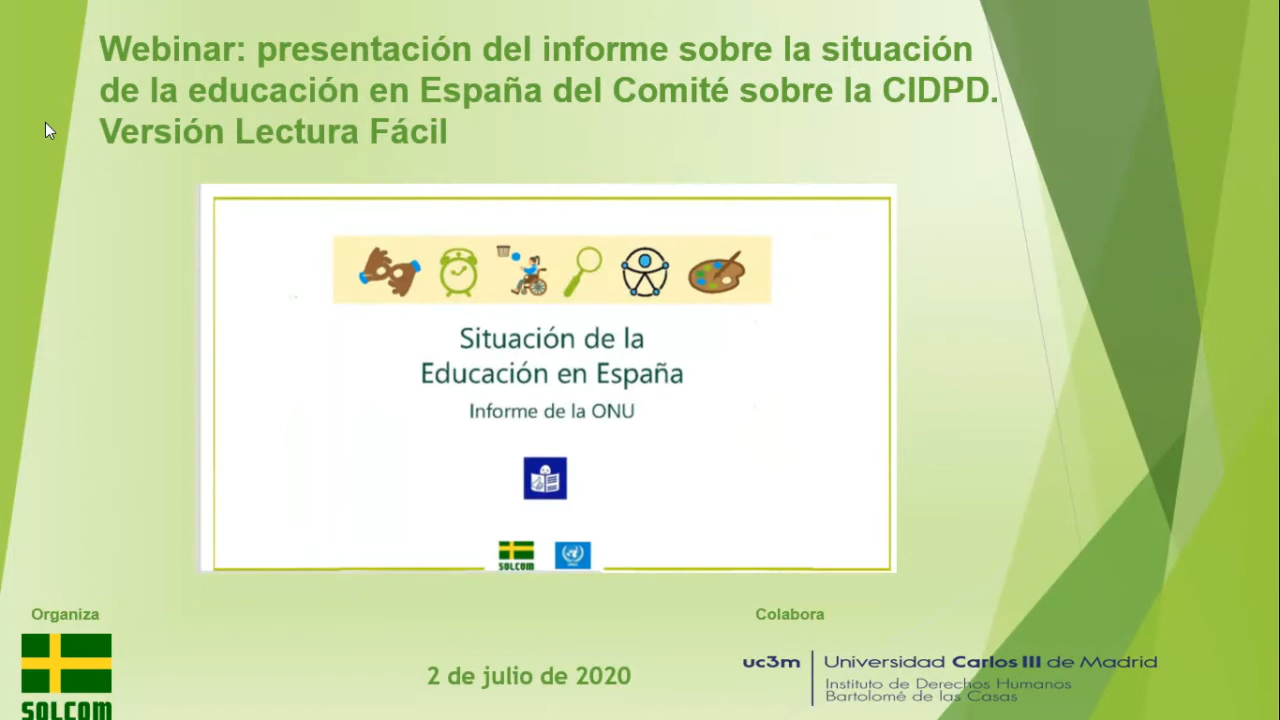 Webinar: presentación del informe sobre la situación
de la educación en España del Comité sobre la CIDPD.
Versión Lectura Fácil
Situación de la
Educación en España
Informe de la ONU
SOLCOM
Organiza
Colabora
SOLCOM
2 de julio de 2020
uc3m
Universidad Carlos III de Madrid
Instituto de Derechos Humanos
Bartolomé de las Casas